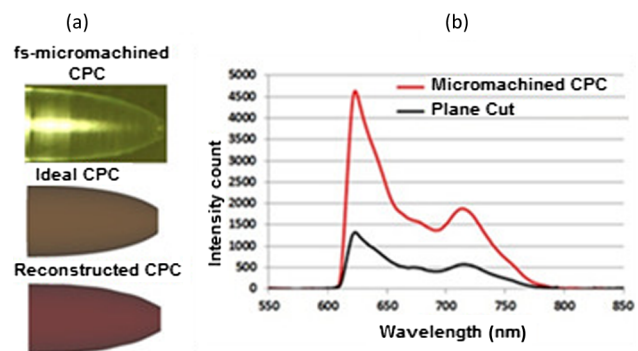 (a)
fs-micromachined
CPC
Ideal CPC
Reconstructed CPC
(b)
Micromachined CPC
Plane Cut
Intensity count
5000
4500
4000
3500
3000
2500
2000
1500
1000
500
0
550
600
650
700
750
800
850
Wavelength (nm)